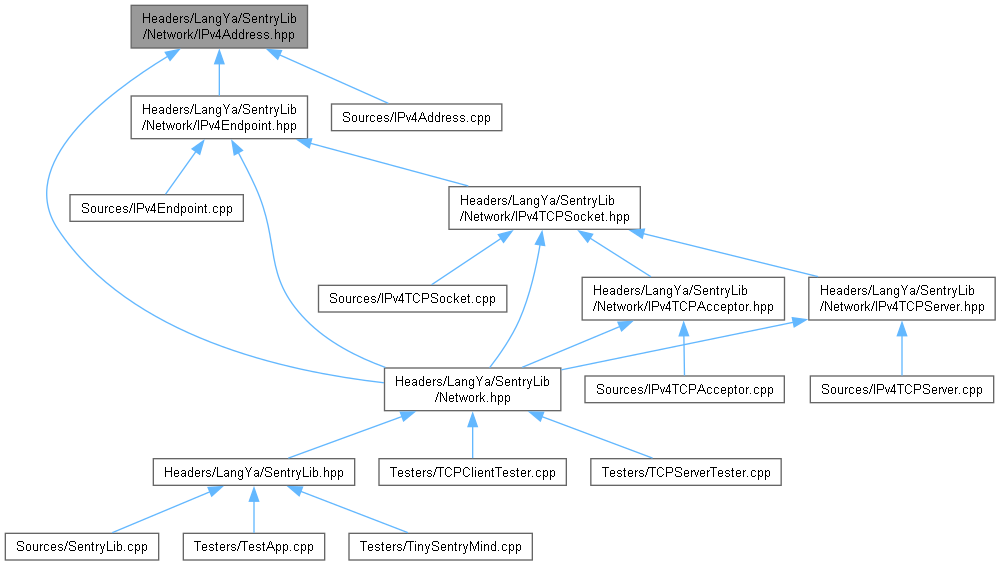 Headers/LangYa/SentryLib
/Network/IPv4Address.hpp
Headers/LangYa/SentryLib
/Network/IPv4Endpoint.hpp
Sources/IPv4Address.cpp
Sources/IPv4Endpoint.cpp
Headers/LangYa/SentryLib
/Network/IPv4TCPSocket.hpp
Sources/IPv4TCPSocket.cpp
Headers/LangYa/SentryLib
/Network/IPv4TCPAcceptor.hpp
Headers/LangYa/SentryLib
/Network/IPv4TCPServer.hpp
Headers/LangYa/SentryLib
/Network.hpp
Sources/IPv4TCPAcceptor.cpp
Sources/IPv4TCPServer.cpp
Headers/LangYa/SentryLib.hpp
Testers/TCPClientTester.cpp
Testers/TCPServerTester.cpp
Sources/SentryLib.cpp
Testers/TestApp.cpp
Testers/TinySentryMind.cpp